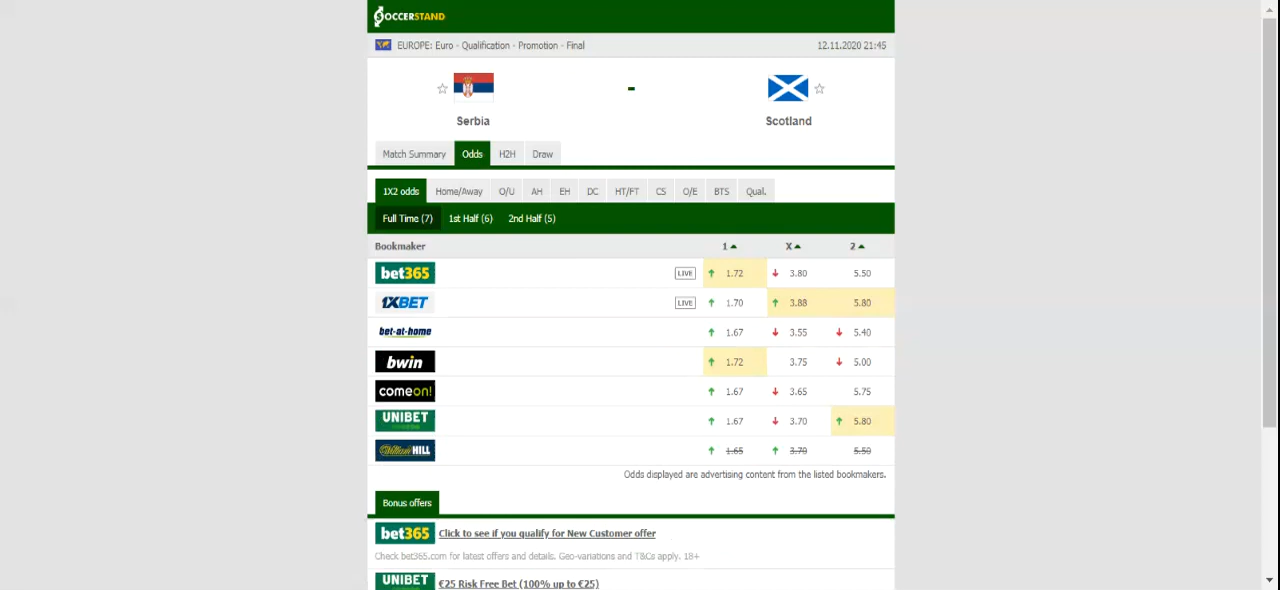 SOCCERSTAND
EUROPE: Euro - Qualification - Promotion - Final 12.11.2020 21:45
-
Serbia Scotland
Match Summary Odds H2H Draw
1X2 odds Home/Away O/U AH EH DC HT/FT CS O/E BTS Qual.
Full Time (7) 1st Half (6) 2nd Half (5)
Bookmaker 1 X 2
bet365 LIVE 1.72 3.80 5.50
1XBET LIVE 1.70 3.88 5.80
bet-at-home 1.67 3.55 5.40
bwin 1.72 3.75 5.00
comeon! 1.67 3.65 5.75
UNIBET 1.67 3.70 5.80
William HILL 1.65 3.70 5.50
Odds displayed are advertising content from the listed bookmakers.
Bonus offers
bet365 Click to see if you qualify for New Customer offer
Check bet365.com for latest offers and details. Geo-variations and T&Cs apply. 18+
UNIBET €25 Risk Free Bet (100% up to €25)